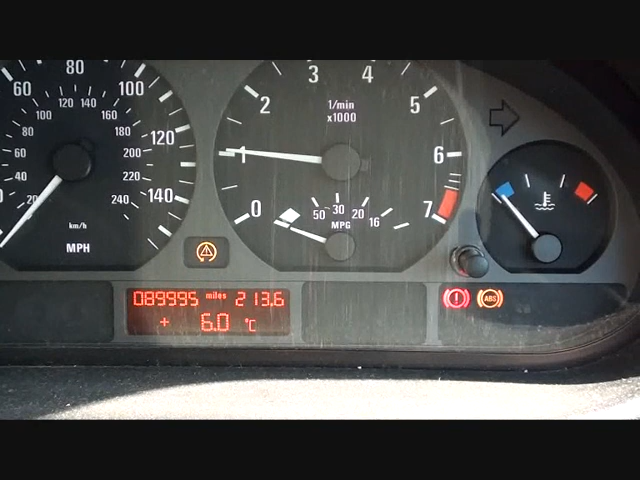 60 80 100 120 140
0 20 40 60 80 100 120 140 160 180 200 220 240
km/h
MPH
0 1 2 3 4 5 6 7
1/min
x1000
50 30 20 16
MPG
089995 miles 213.6
+ 6.0 °C
!
ABS